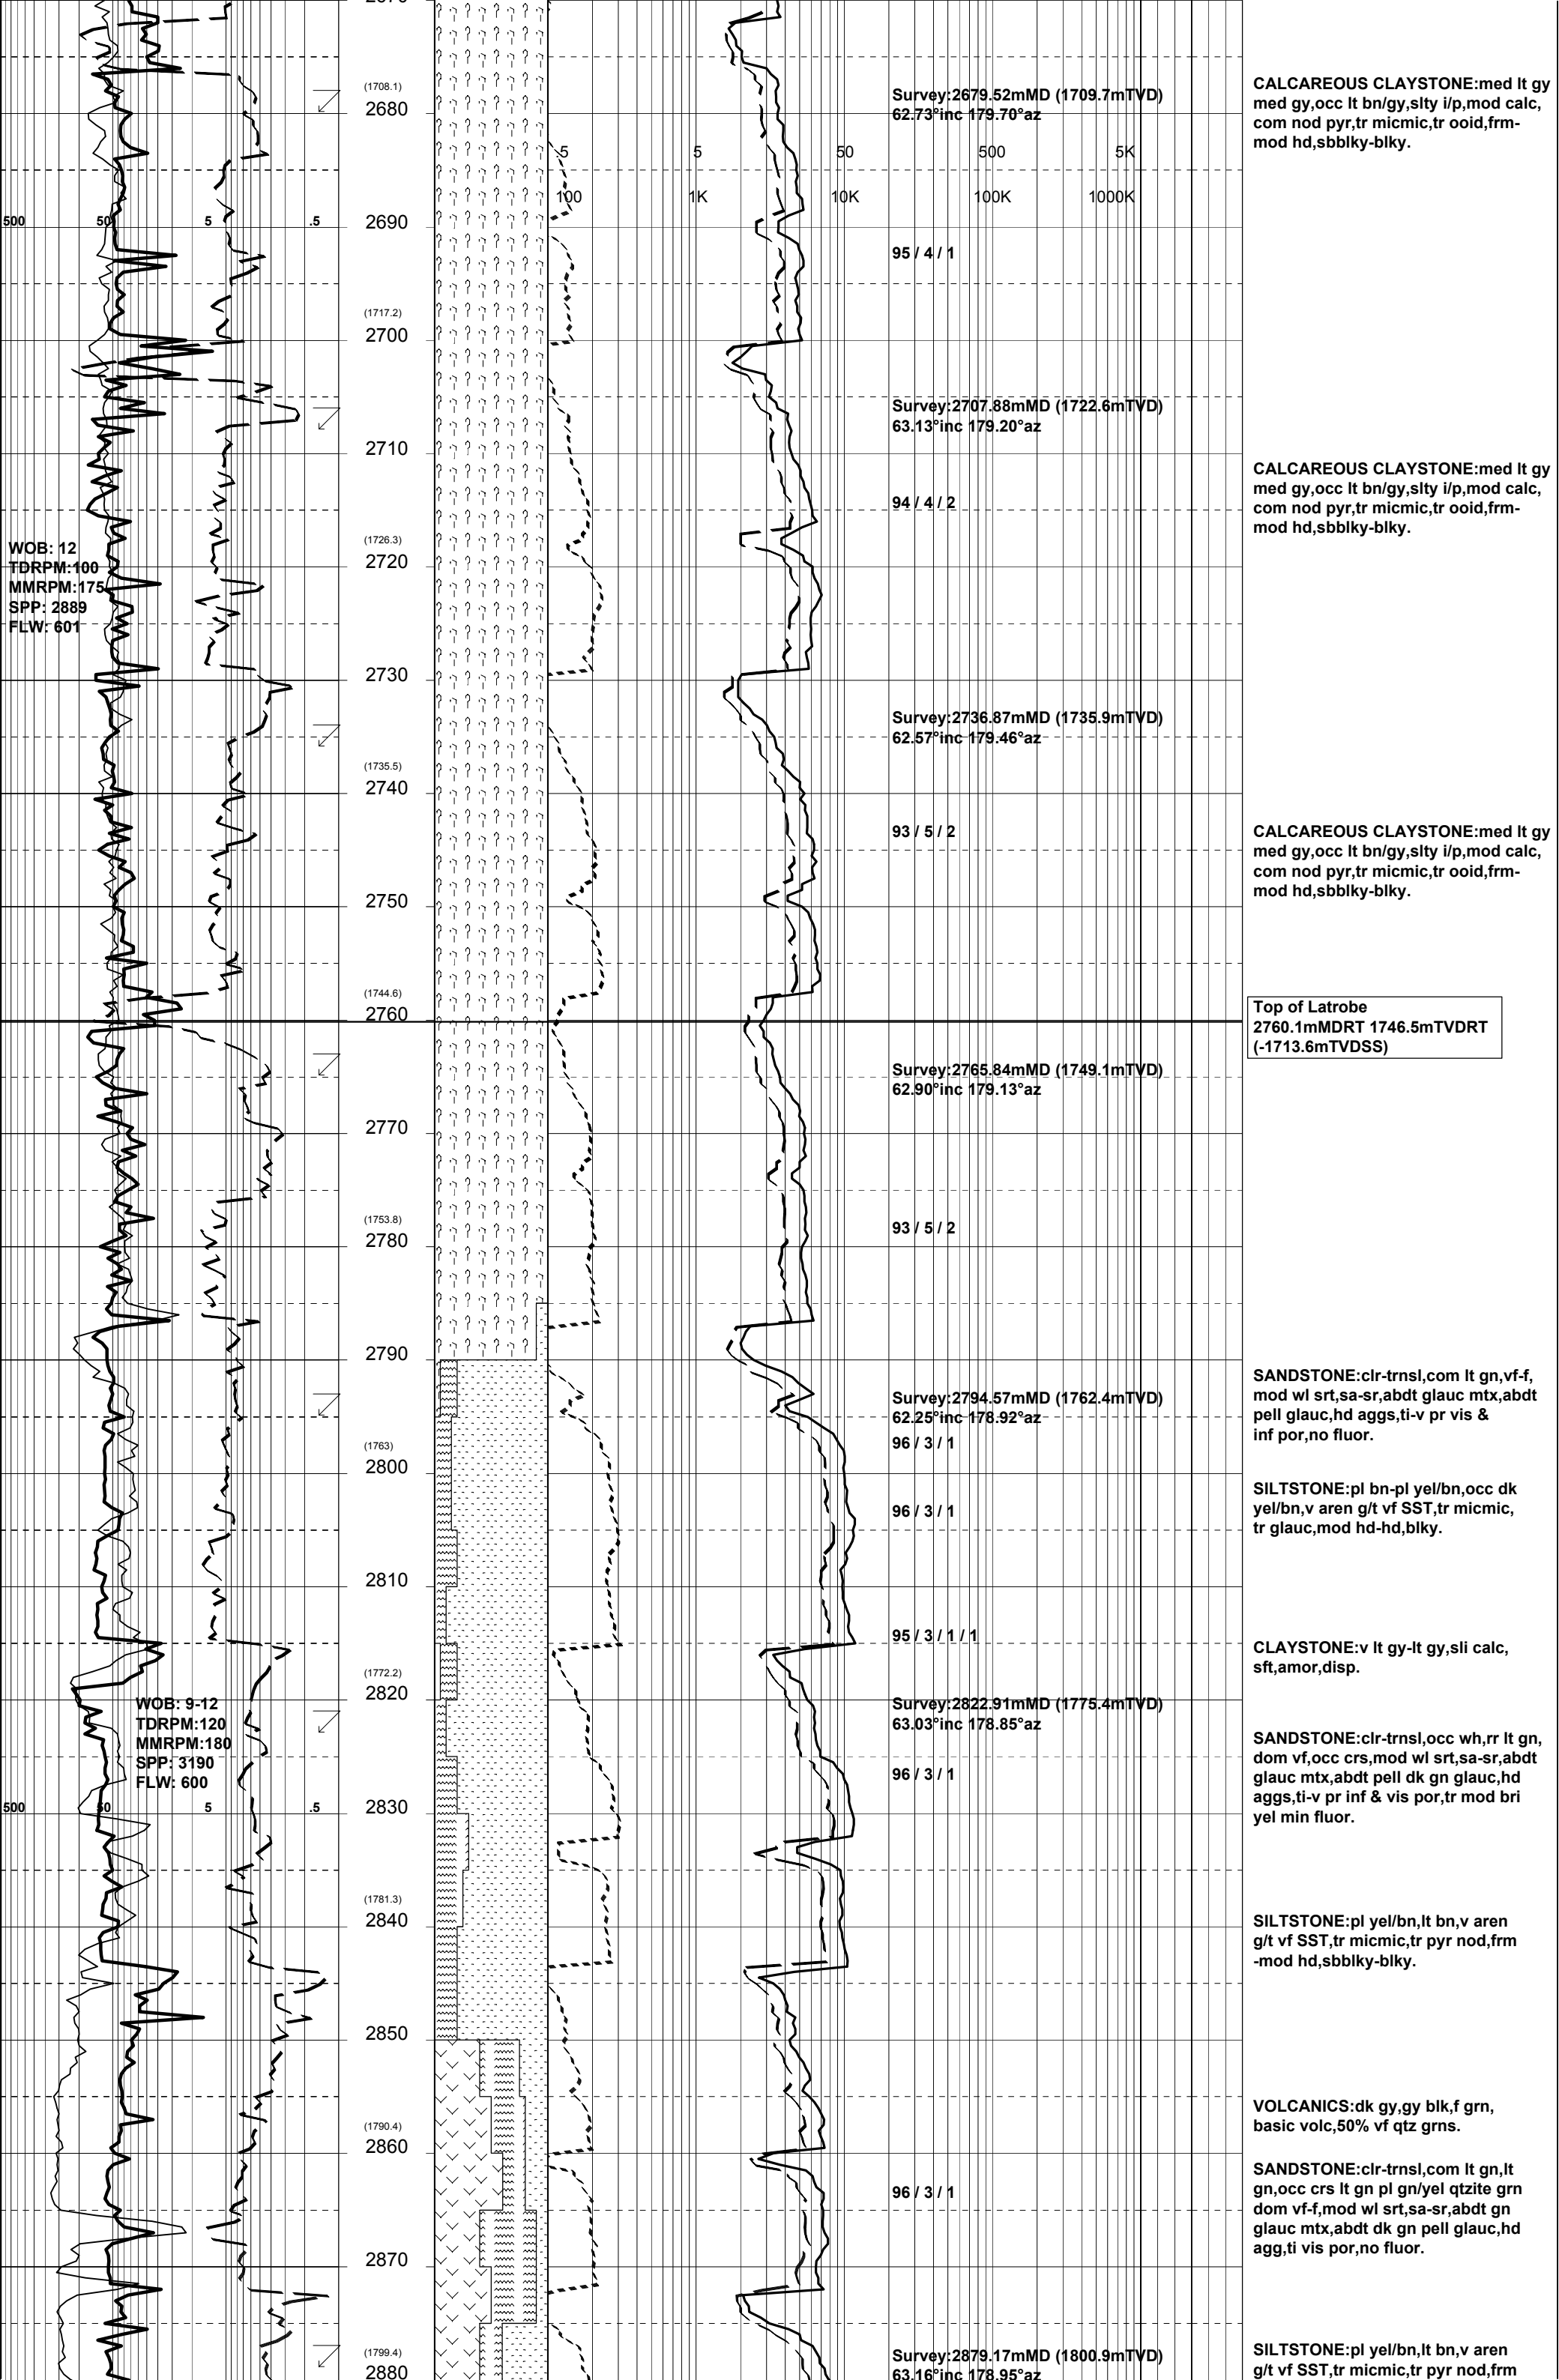 CALCAREOUS CLAYSTONE:med lt gy
med gy,occ lt bn/gy,slty i/p,mod calc,
com nod pyr,tr micmic,tr ooid,frm-
mod hd,sbblky-blky.
(1708.1)
2680
Survey:2679.52mMD (1709.7mTVD)
62.73°inc 179.70°az
.5 5 50 500 5K
100 1K 10K 100K 1000K
500 50 5 .5
2690
95 / 4 / 1
(1717.2)
2700
Survey:2707.88mMD (1722.6mTVD)
63.13°inc 179.20°az
2710
CALCAREOUS CLAYSTONE:med lt gy
med gy,occ lt bn/gy,slty i/p,mod calc,
com nod pyr,tr micmic,tr ooid,frm-
mod hd,sbblky-blky.
94 / 4 / 2
(1726.3)
2720
WOB: 12
TDRPM:100
MMRPM:175
SPP: 2889
FLW: 601
2730
Survey:2736.87mMD (1735.9mTVD)
62.57°inc 179.46°az
(1735.5)
2740
93 / 5 / 2
CALCAREOUS CLAYSTONE:med lt gy
med gy,occ lt bn/gy,slty i/p,mod calc,
com nod pyr,tr micmic,tr ooid,frm-
mod hd,sbblky-blky.
2750
(1744.6)
2760
Top of Latrobe
2760.1mMDRT 1746.5mTVDRT
(-1713.6mTVDSS)
Survey:2765.84mMD (1749.1mTVD)
62.90°inc 179.13°az
2770
(1753.8)
2780
93 / 5 / 2
2790
SANDSTONE:clr-trnsl,com lt gn,vf-f,
mod wl srt,sa-sr,abdt glauc mtx,abdt
pell glauc,hd aggs,ti-v pr vis &
inf por,no fluor.
Survey:2794.57mMD (1762.4mTVD)
62.25°inc 178.92°az
96 / 3 / 1
(1763)
2800
96 / 3 / 1
SILTSTONE:pl bn-pl yel/bn,occ dk
yel/bn,v aren g/t vf SST,tr micmic,
tr glauc,mod hd-hd,blky.
2810
95 / 3 / 1 / 1
CLAYSTONE:v lt gy-lt gy,sli calc,
sft,amor,disp.
(1772.2)
2820
Survey:2822.91mMD (1775.4mTVD)
63.03°inc 178.85°az
WOB: 9-12
TDRPM:120
MMRPM:180
SPP: 3190
FLW: 600
96 / 3 / 1
SANDSTONE:clr-trnsl,occ wh,rr lt gn,
dom vf,occ crs,mod wl srt,sa-sr,abdt
glauc mtx,abdt pell dk gn glauc,hd
aggs,ti-v pr inf & vis por,tr mod bri
yel min fluor.
500 50 5 .5
2830
(1781.3)
2840
SILTSTONE:pl yel/bn,lt bn,v aren
g/t vf SST,tr micmic,tr pyr nod,frm
-mod hd,sbblky-blky.
2850
VOLCANICS:dk gy,gy blk,f grn,
basic volc,50% vf qtz grns.
(1790.4)
2860
96 / 3 / 1
SANDSTONE:clr-trnsl,com lt gn,lt
gn,occ crs lt gn pl gn/yel qtzite grn
dom vf-f,mod wl srt,sa-sr,abdt gn
glauc mtx,abdt dk gn pell glauc,hd
agg,ti vis por,no fluor.
2870
(1799.4)
2880
Survey:2879.17mMD (1800.9mTVD)
63.16°inc 178.95°az
SILTSTONE:pl yel/bn,lt bn,v aren
g/t vf SST,tr micmic,tr pyr nod,frm